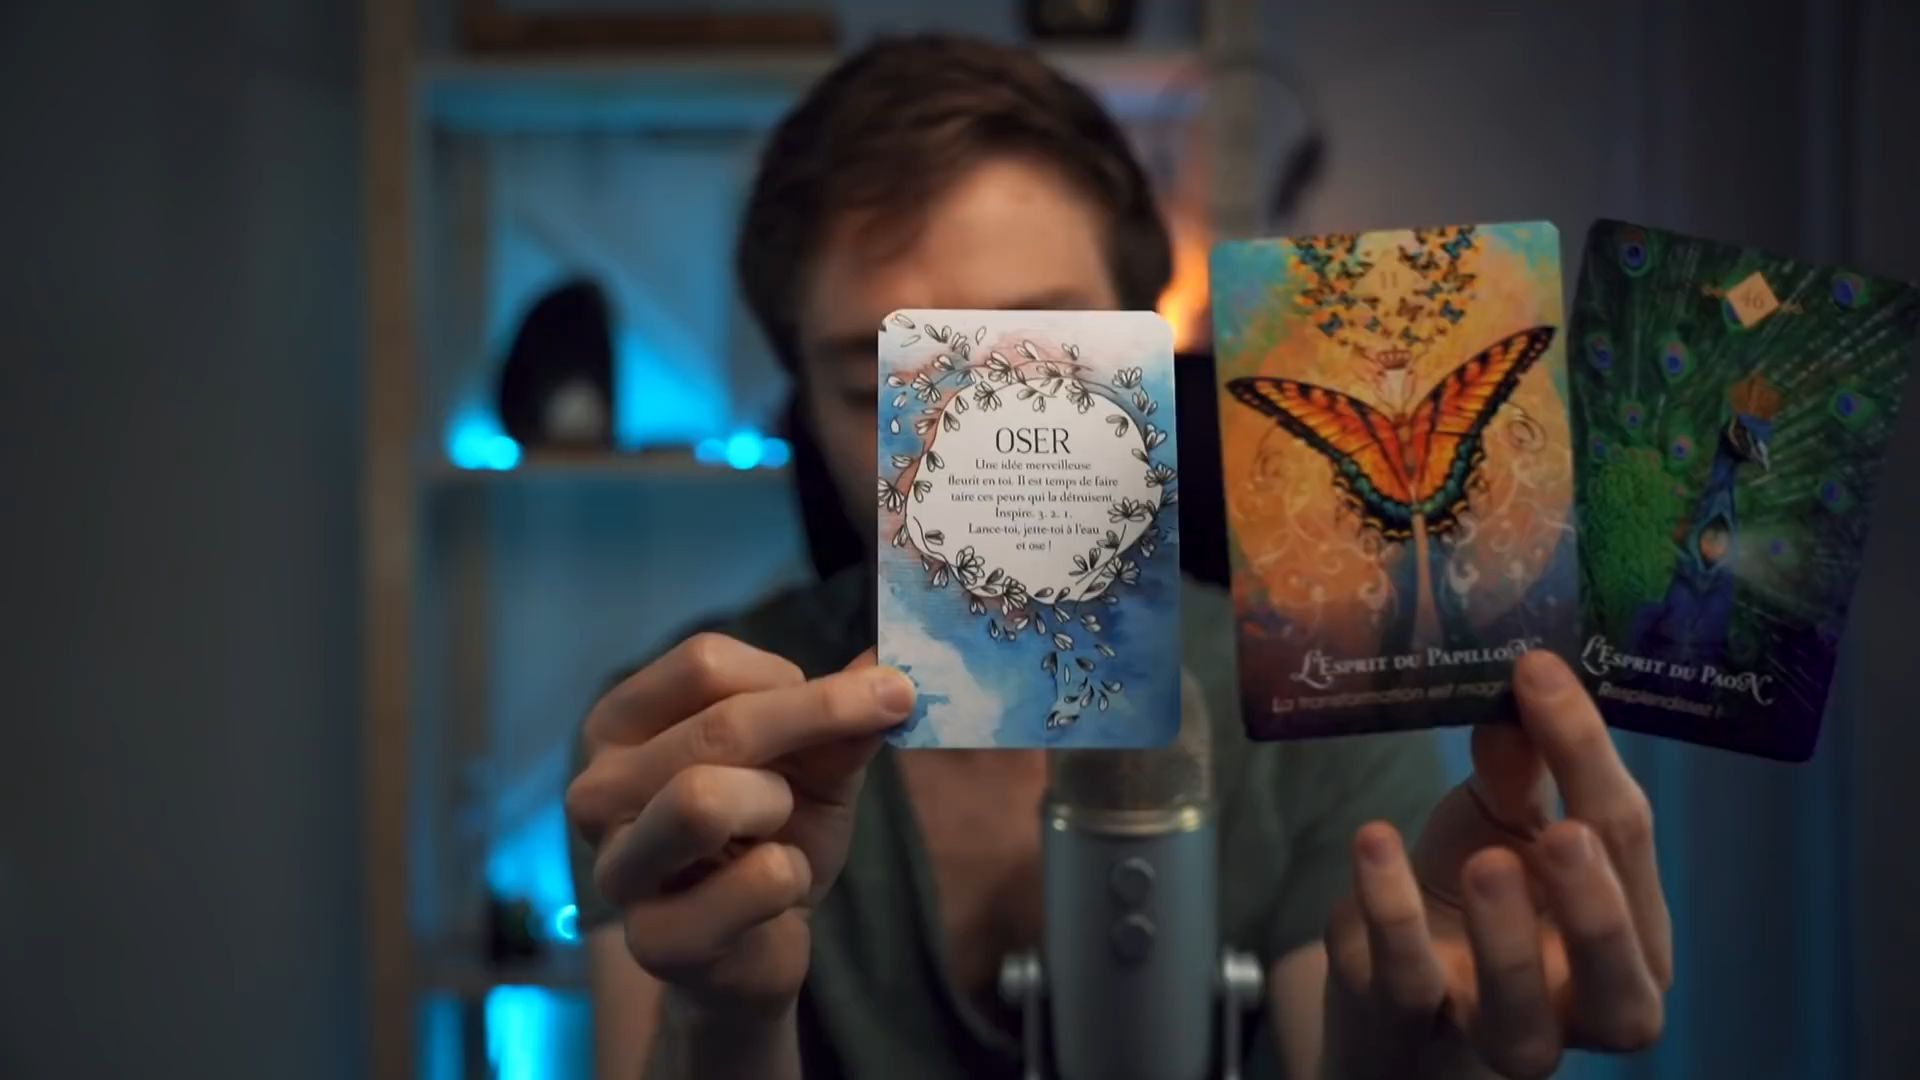 OSER
Une idée merveilleuse
fleurit en toi. Il est temps de faire
taire ces peurs qui la détruisent.
Inspire. 3. 2. 1.
Lance-toi, jette-toi à l'eau
et ose !
11
L'Esprit du Papillon
La transformation est
46
L'Esprit du Paon
Resplendissez !